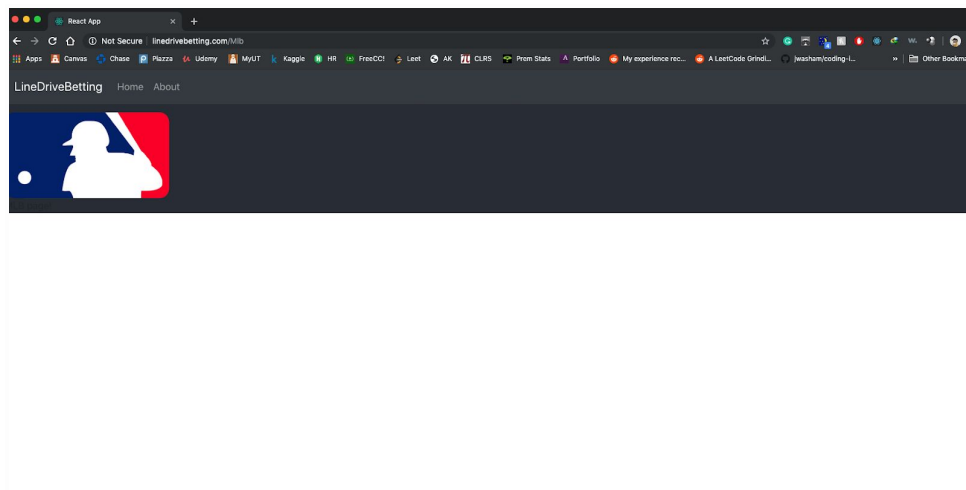 React App
Not Secure linedrivebetting.com/Mlb
Apps Canvas Chase Piazza Udemy MyUT Kaggle HR FreeCC! Leet AK CLRS Prem Stats Portfolio My experience rec... A LeetCode Grindi... jwasham/coding-i... » Other Bookma
LineDriveBetting Home About